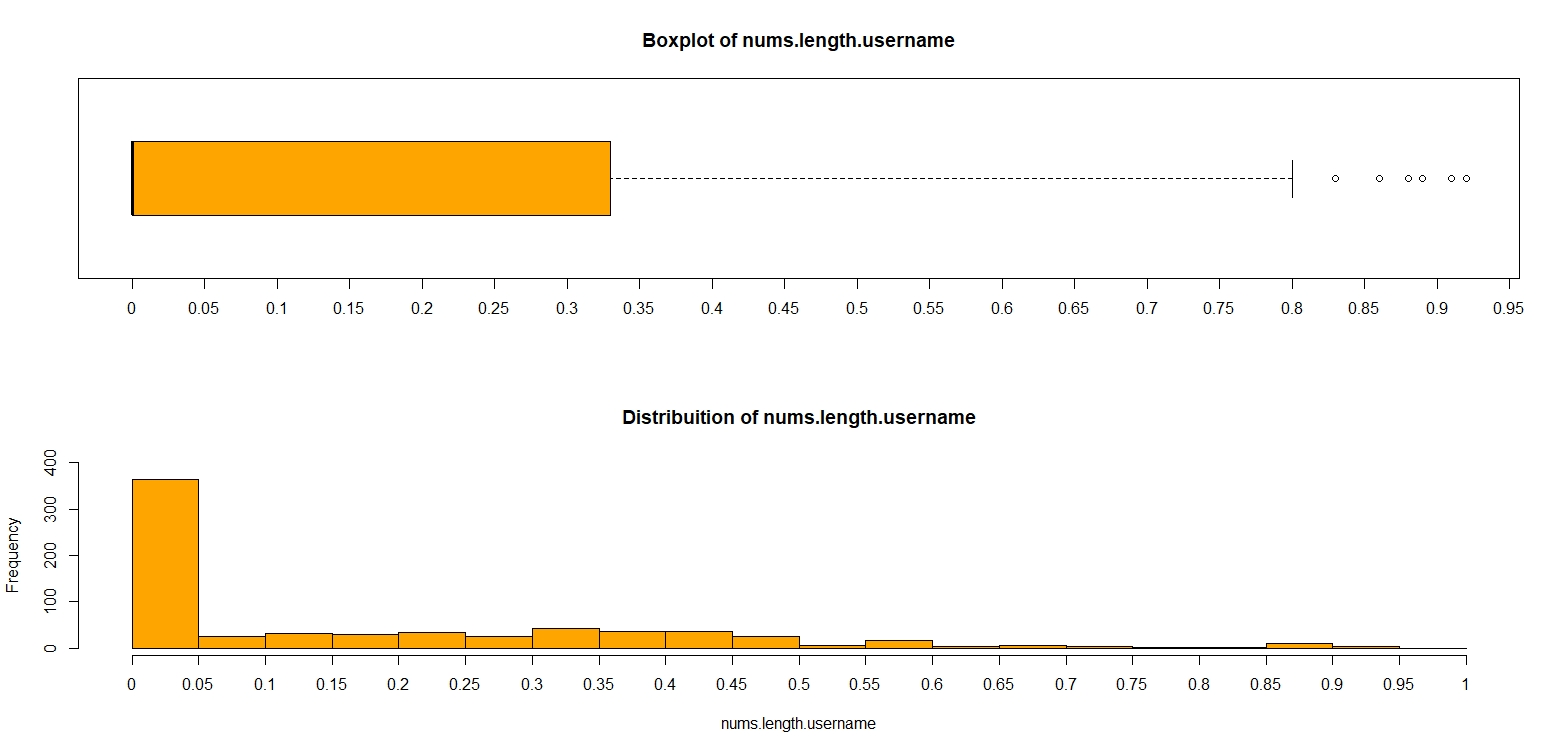 Boxplot of nums.length.username
0 0.05 0.1 0.15 0.2 0.25 0.3 0.35 0.4 0.45 0.5 0.55 0.6 0.65 0.7 0.75 0.8 0.85 0.9 0.95
Distribuition of nums.length.username
Frequency
400
300
200
100
0
0 0.05 0.1 0.15 0.2 0.25 0.3 0.35 0.4 0.45 0.5 0.55 0.6 0.65 0.7 0.75 0.8 0.85 0.9 0.95 1
nums.length.username